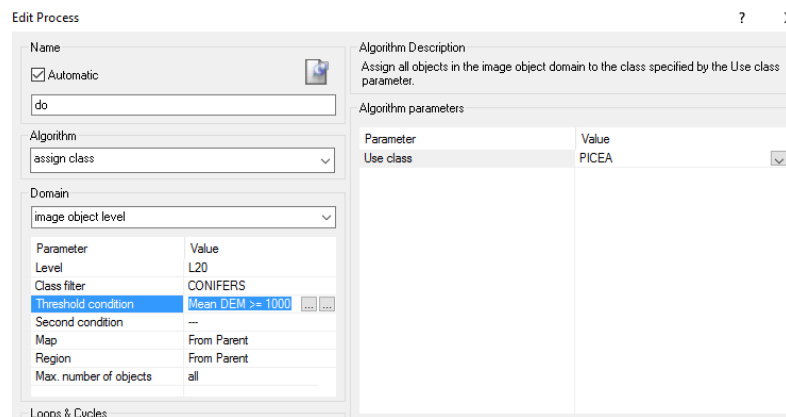 Edit Process
?
Name
Automatic
do
Algorithm
assign class
Domain
image object level
Parameter Value
Level L20
Class filter CONIFERS
Threshold condition Mean DEM >= 1000 ... ...
Second condition ---
Map From Parent
Region From Parent
Max. number of objects all
Loops & Cycles
Algorithm Description
Assign all objects in the image object domain to the class specified by the Use class
parameter.
Algorithm parameters
Parameter Value
Use class PICEA